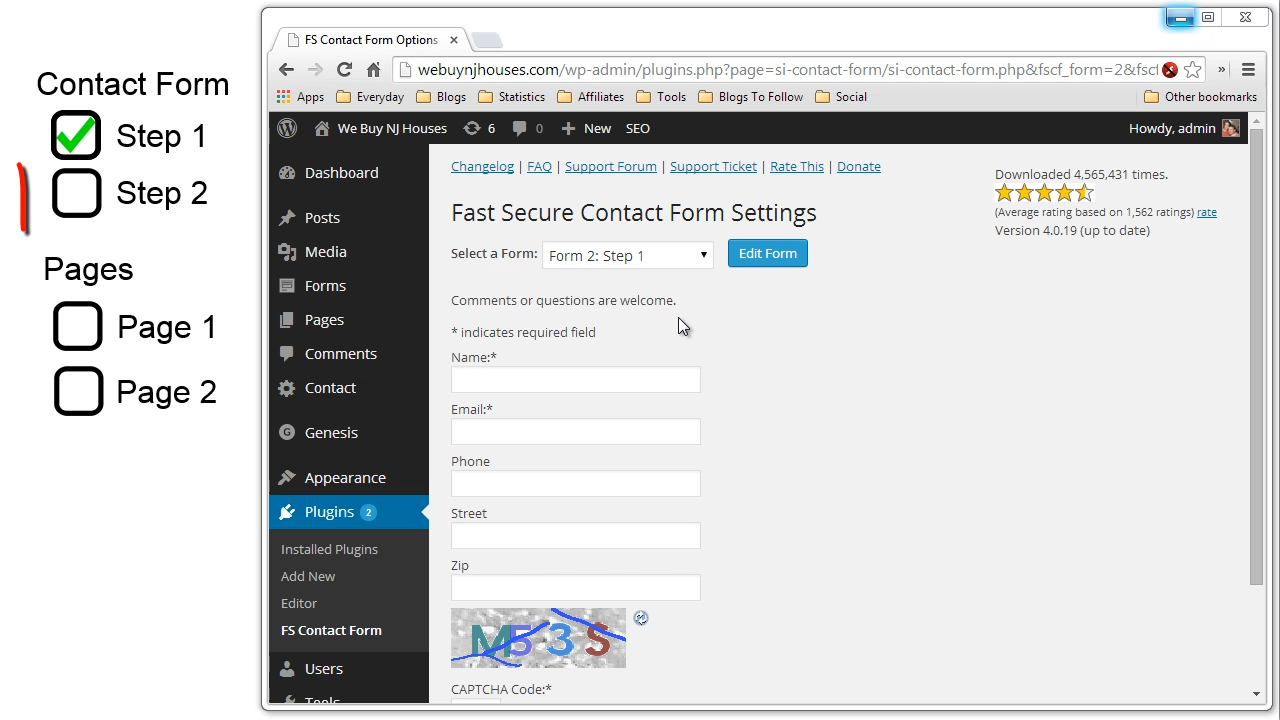 Contact Form
Step 1
Step 2
Pages
Page 1
Page 2
FS Contact Form Options
webuynjhouses.com/wp-admin/plugins.php?page=si-contact-form/si-contact-form.php&fscf_form=2&fscf
Apps Everyday Blogs Statistics Affiliates Tools Blogs To Follow Social Other bookmarks
We Buy NJ Houses 6 0 New SEO Howdy, admin
Dashboard
Posts
Media
Forms
Pages
Comments
Contact
Genesis
Appearance
Plugins 2
Installed Plugins
Add New
Editor
FS Contact Form
Users
Tools
Changelog | FAQ | Support Forum | Support Ticket | Rate This | Donate
Downloaded 4,565,431 times.
(Average rating based on 1,562 ratings) rate
Version 4.0.19 (up to date)
Fast Secure Contact Form Settings
Select a Form: Form 2: Step 1 Edit Form
Comments or questions are welcome.
* indicates required field
Name:*
Email:*
Phone
Street
Zip
M53S
CAPTCHA Code:*